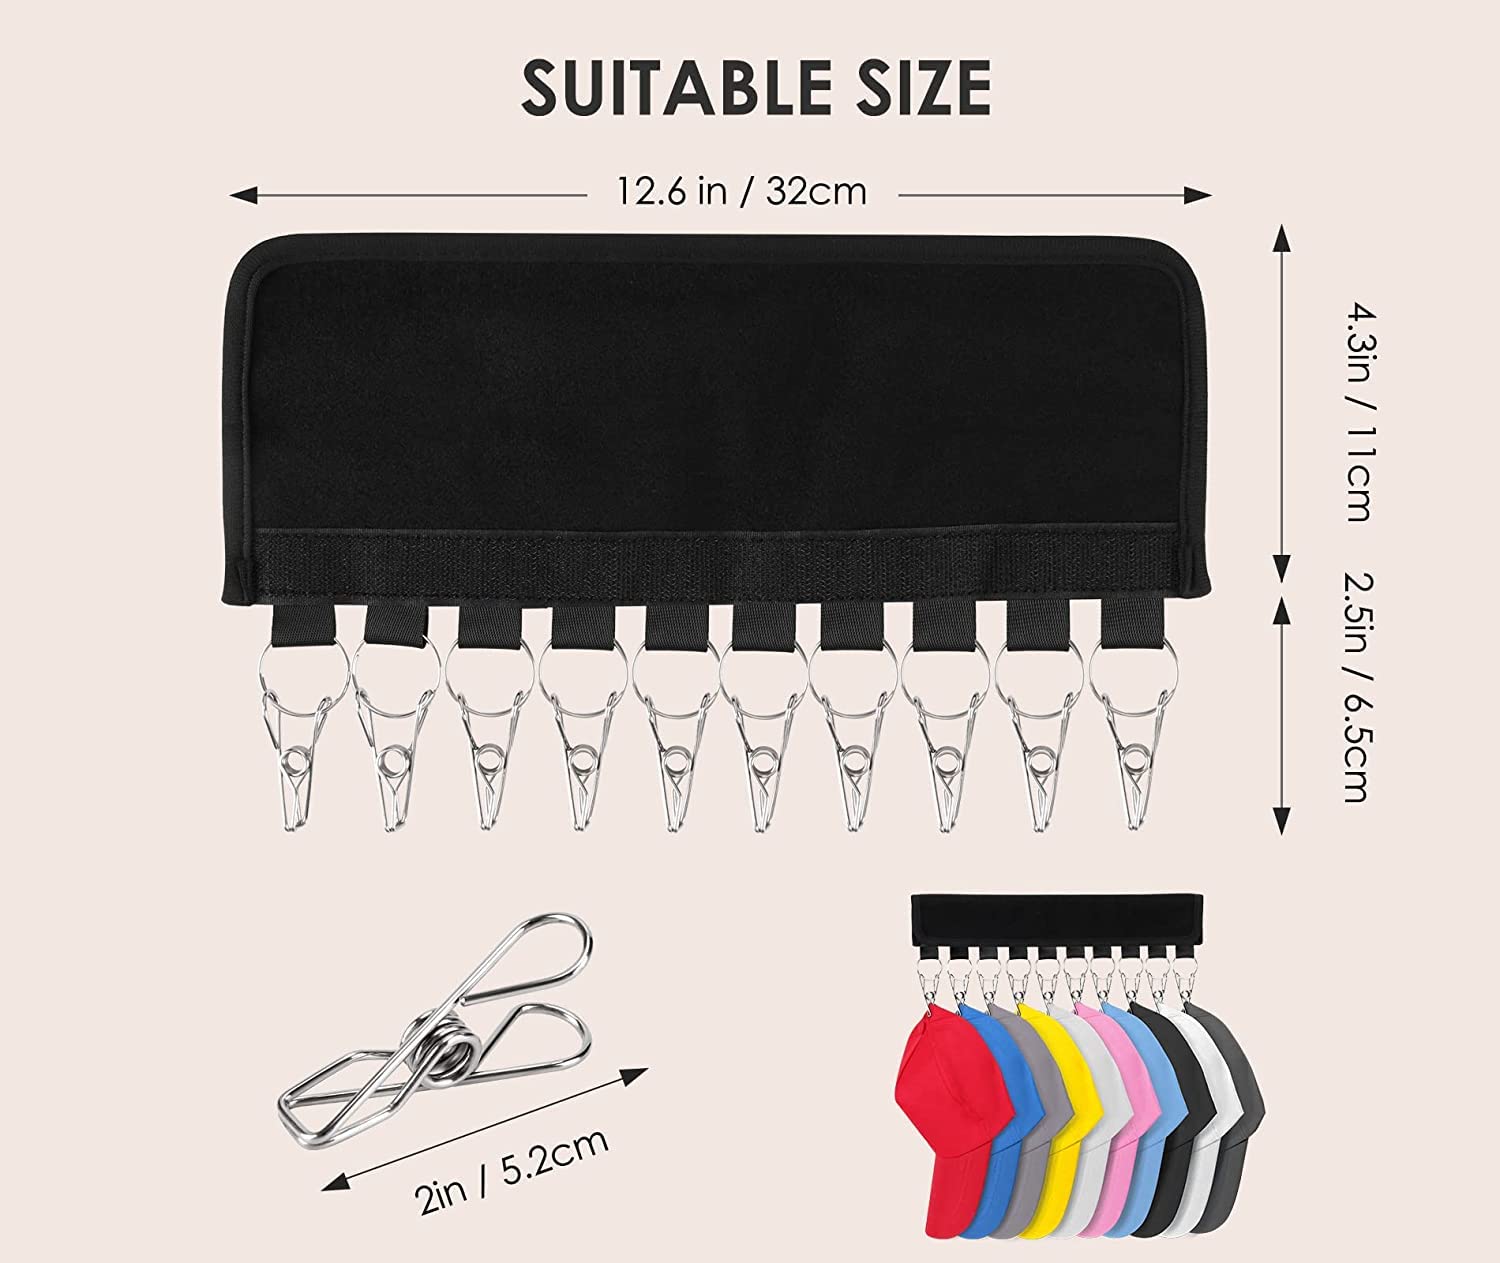 SUITABLE SIZE
12.6 in / 32cm
4.3in / 11cm
2.5in / 6.5cm
2in / 5.2cm